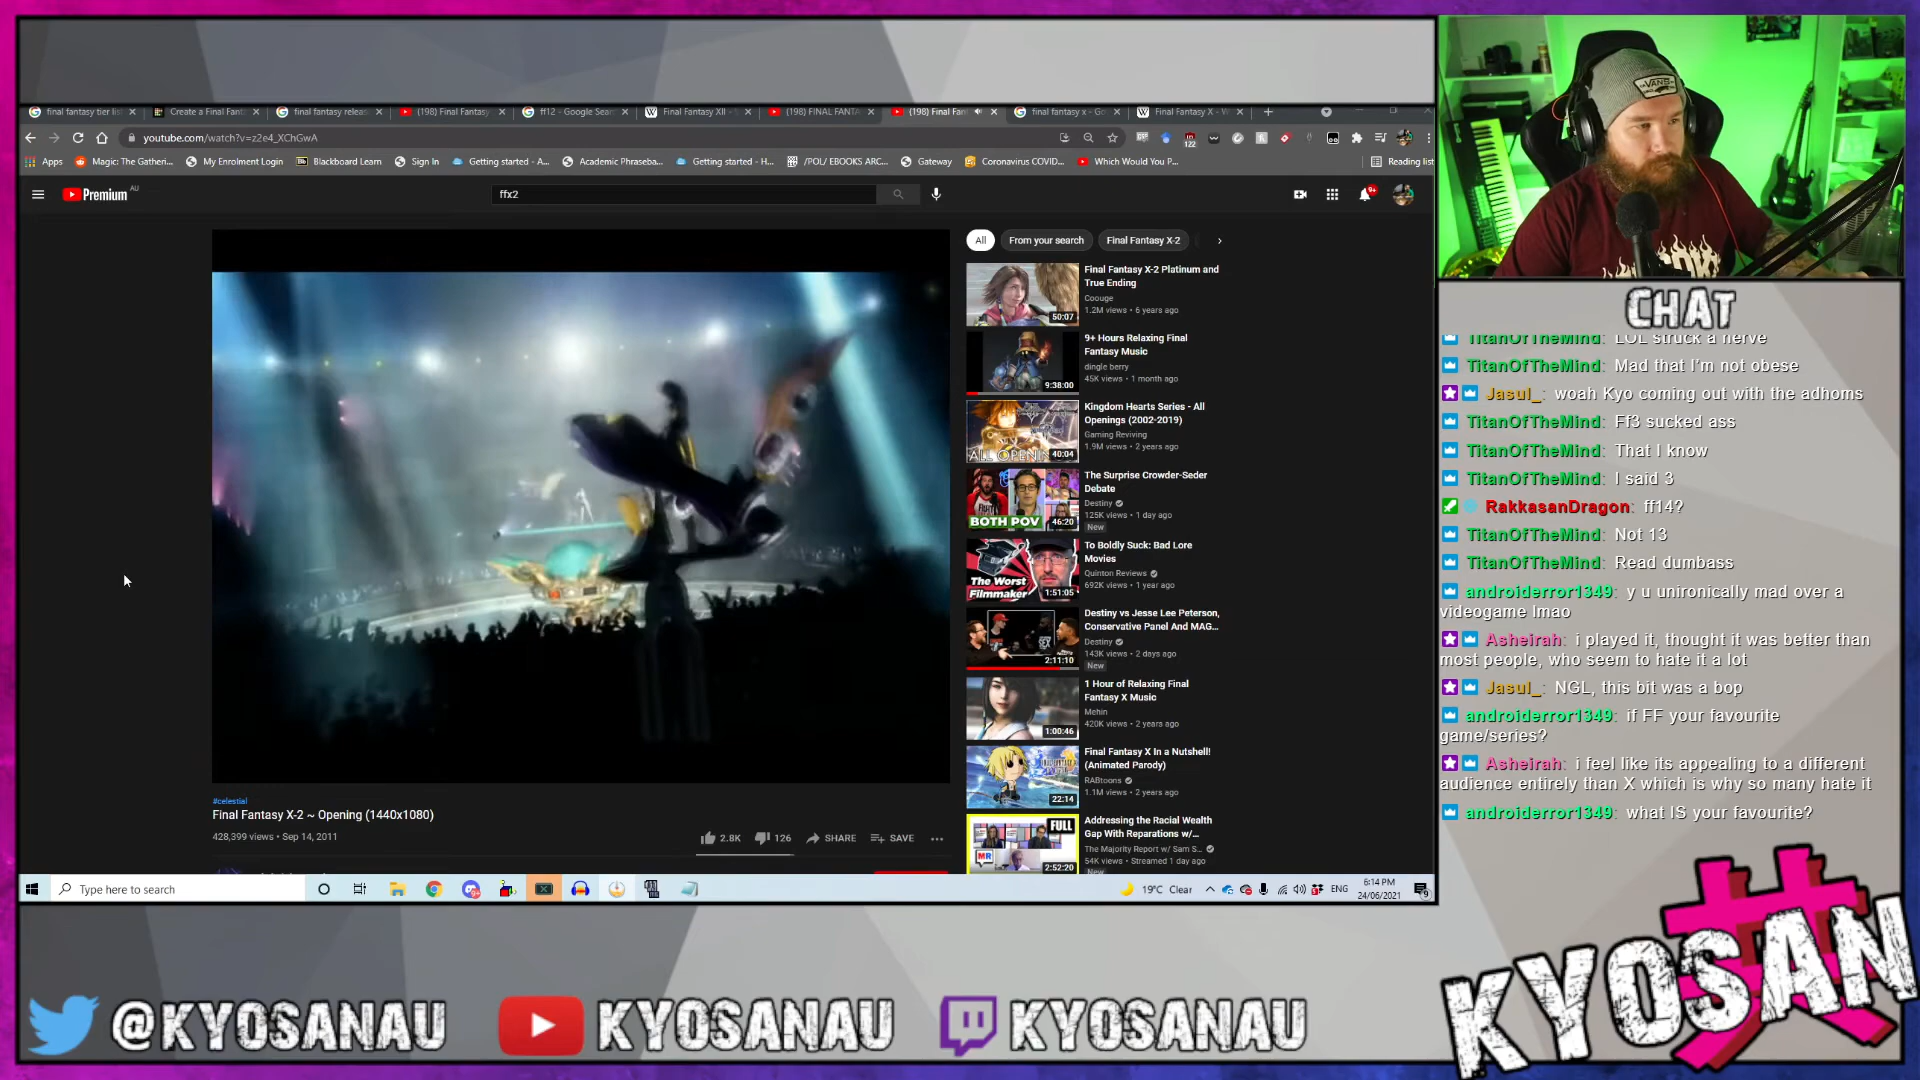 final fantasy tier lis
Create a Final Fant
final fantasy releas
(198) Final Fantasy
ff12 - Google Sear
Final Fantasy XII -
(198) FINAL FANTA
(198) Final Fan
final fantasy x - Go
Final Fantasy X - W
youtube.com/watch?v=z2e4_XChGwA
Apps
Magic: The Gatheri...
My Enrolment Login
Blackboard Learn
Sign In
Getting started - A...
Academic Phraseba...
Getting started - H...
/POL/ EBOOKS ARC...
Gateway
Coronavirus COVID...
Which Would You P...
Reading list
Premium AU
ffx2
9+
122
All
From your search
Final Fantasy X-2
Final Fantasy X-2 Platinum and
True Ending
Coouge
1.2M views • 6 years ago
50:07
9+ Hours Relaxing Final
Fantasy Music
dingle berry
45K views • 1 month ago
9:38:00
Kingdom Hearts Series - All
Openings (2002-2019)
Gaming Reviving
1.9M views • 2 years ago
ALL OPENIN
40:04
The Surprise Crowder-Seder
Debate
Destiny
125K views • 1 day ago
New
BOTH POV
46:20
To Boldly Suck: Bad Lore
Movies
Quinton Reviews
692K views • 1 year ago
The Worst
Filmmaker
1:51:05
Destiny vs Jesse Lee Peterson,
Conservative Panel And MAG...
Destiny
143K views • 2 days ago
New
2:11:10
1 Hour of Relaxing Final
Fantasy X Music
Mehin
420K views • 2 years ago
1:00:46
Final Fantasy X In a Nutshell!
(Animated Parody)
RABtoons
1.1M views • 2 years ago
22:14
Addressing the Racial Wealth
Gap With Reparations w/...
The Majority Report w/ Sam S...
54K views • Streamed 1 day ago
New
FULL
MR
2:52:20
#celestial
Final Fantasy X-2 ~ Opening (1440x1080)
428,399 views • Sep 14, 2011
2.8K
126
SHARE
SAVE
Type here to search
19°C Clear
ENG
6:14 PM
24/06/2021
VANS
CHAT
TitanOfTheMind: LOL struck a nerve
TitanOfTheMind: Mad that I'm not obese
Jasul_: woah Kyo coming out with the adhoms
TitanOfTheMind: Ff3 sucked ass
TitanOfTheMind: That I know
TitanOfTheMind: I said 3
RakkasanDragon: ff14?
TitanOfTheMind: Not 13
TitanOfTheMind: Read dumbass
androiderror1349: y u unironically mad over a
videogame lmao
Asheirah: i played it, thought it was better than
most people, who seem to hate it a lot
Jasul_: NGL, this bit was a bop
androiderror1349: if FF your favourite
game/series?
Asheirah: i feel like its appealing to a different
audience entirely than X which is why so many hate it
androiderror1349: what IS your favourite?
@KYOSANAU
KYOSANAU
KYOSANAU
KYOSAN